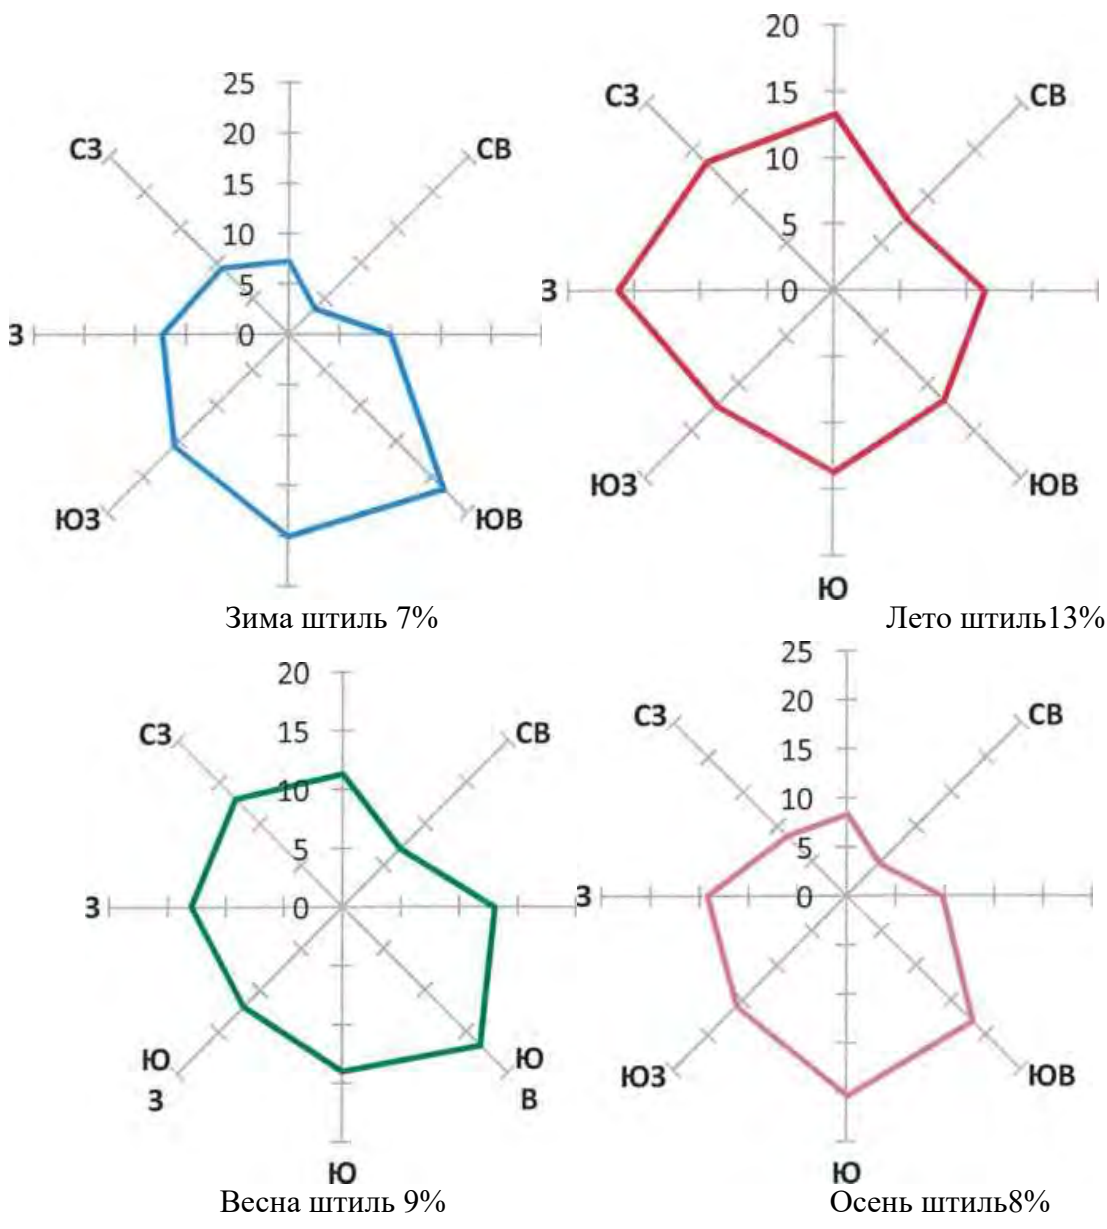 25
20
15
10
5
0
СЗ
СВ
З
ЮЗ
ЮВ
Зима штиль 7%
20
15
10
5
0
СЗ
СВ
З
ЮЗ
ЮВ
Ю
Лето штиль13%
20
15
10
5
0
СЗ
СВ
З
Ю
З
Ю
В
Ю
Весна штиль 9%
25
20
15
10
5
0
СЗ
СВ
З
ЮЗ
ЮВ
Ю
Осень штиль8%